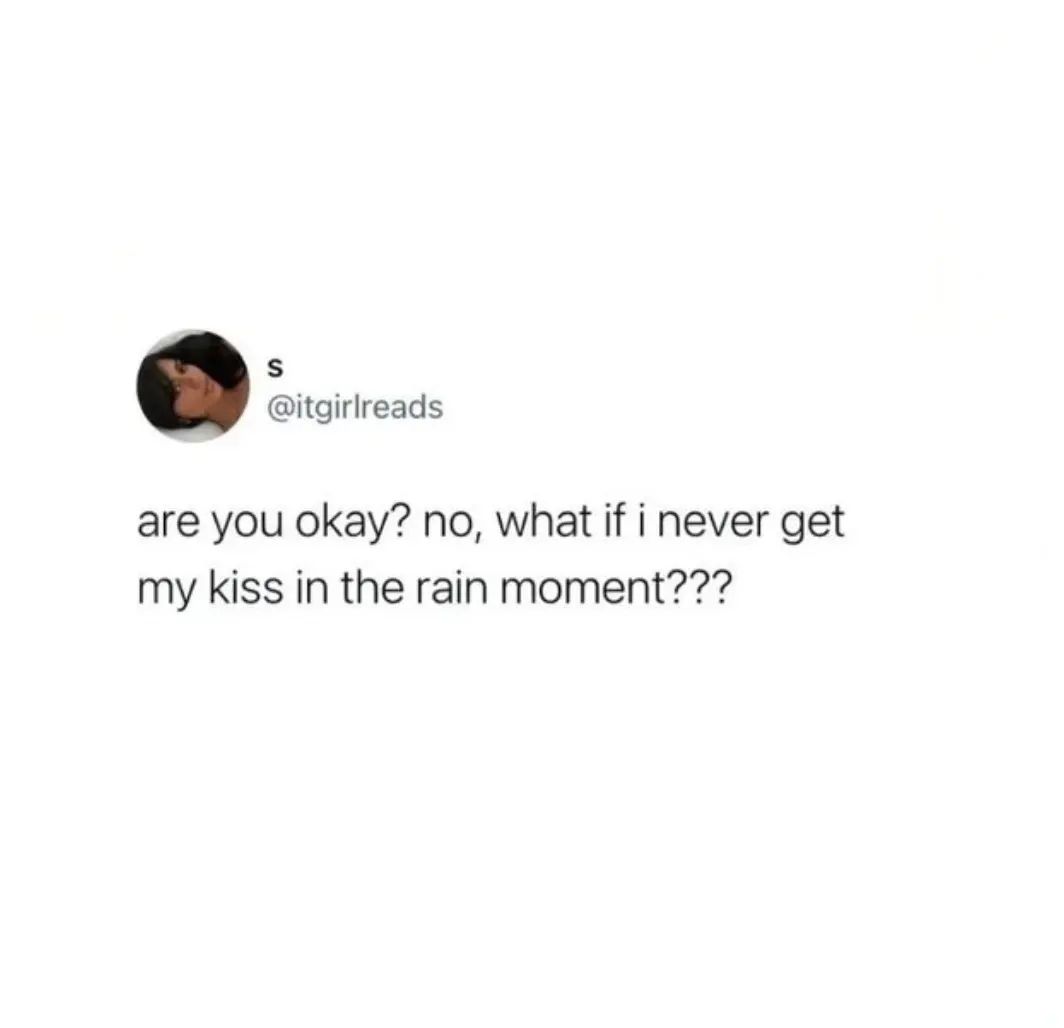 s
@itgirlreads
are you okay? no, what if i never get
my kiss in the rain moment???